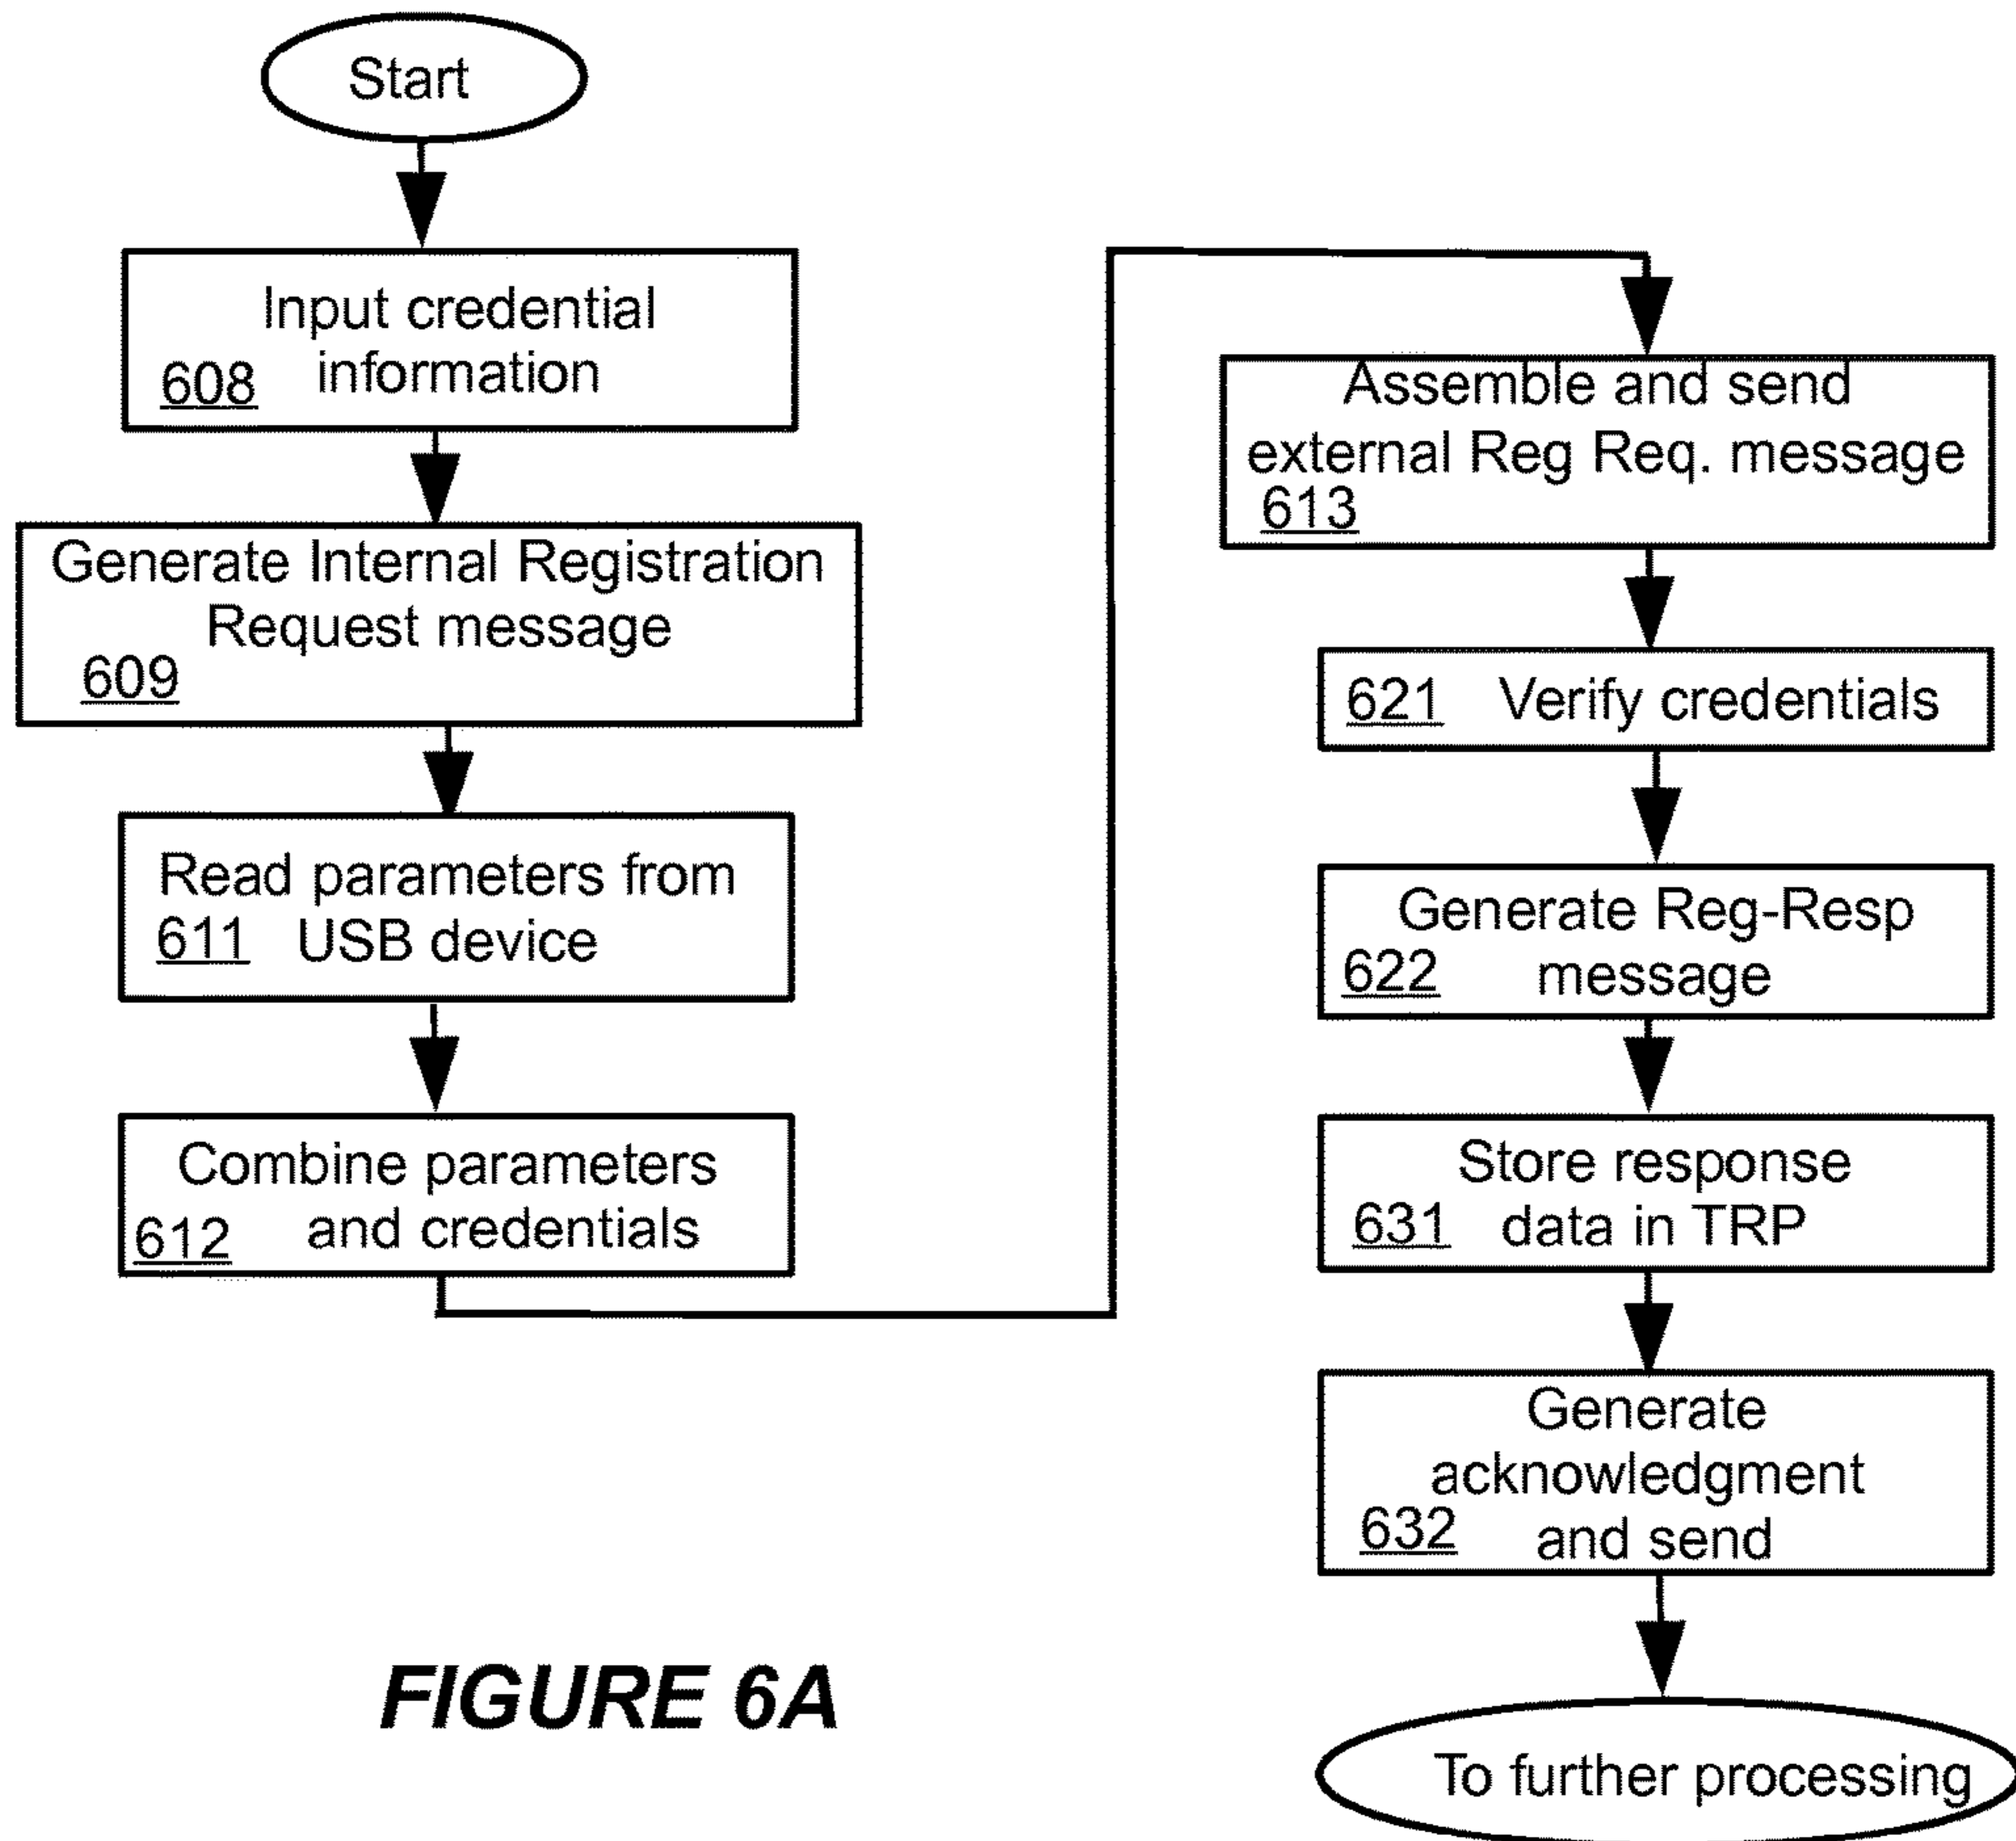 Start
Input credential
608 information
Generate Internal Registration
Request message
609
Read parameters from
611 USB device
Combine parameters
612 and credentials
Assemble and send
external Reg Req. message
613
621 Verify credentials
Generate Reg-Resp
622 message
Store response
631 data in TRP
Generate
acknowledgment
632 and send
To further processing
FIGURE 6A